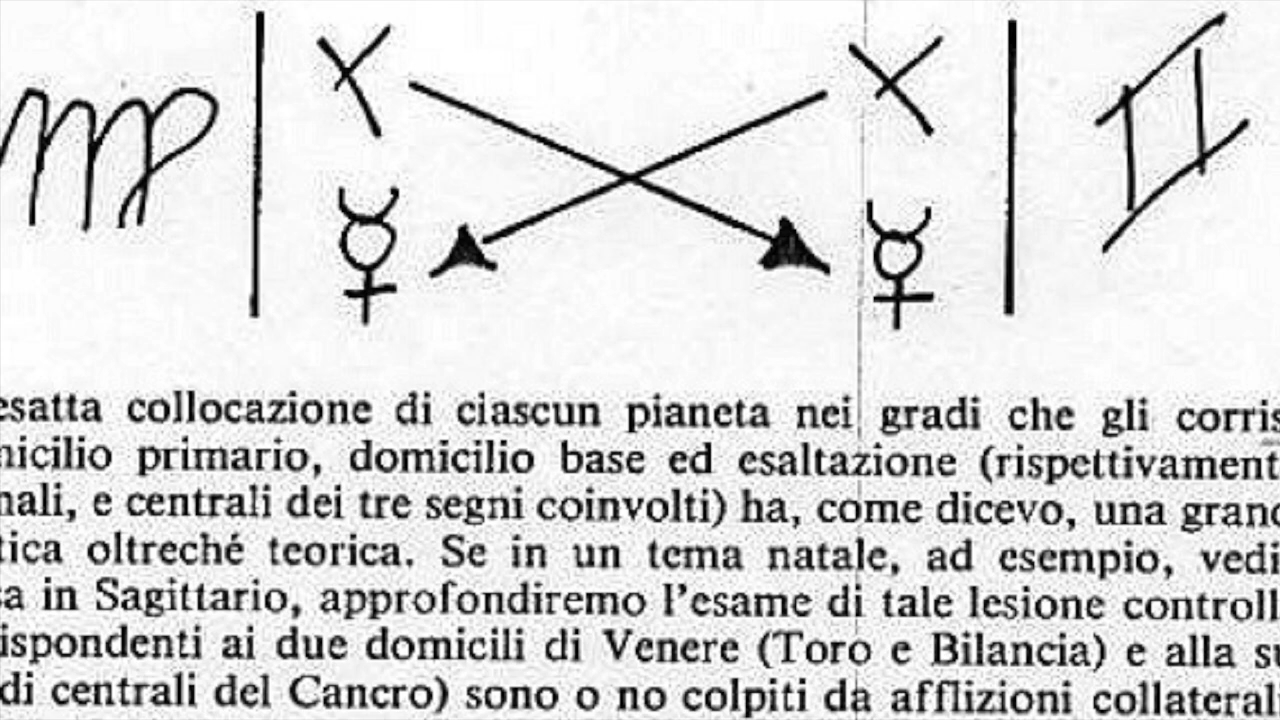 esatta collocazione di ciascun pianeta nei gradi che gli corris
nicilio primario, domicilio base ed esaltazione (rispettivament
nali, e centrali dei tre segni coinvolti) ha, come dicevo, una grand
tica oltreché teorica. Se in un tema natale, ad esempio, vedi
sa in Sagittario, approfondiremo l'esame di tale lesione controll
ispondenti ai due domicili di Venere (Toro e Bilancia) e alla su
di centrali del Cancro) sono o no colpiti da afflizioni collateral